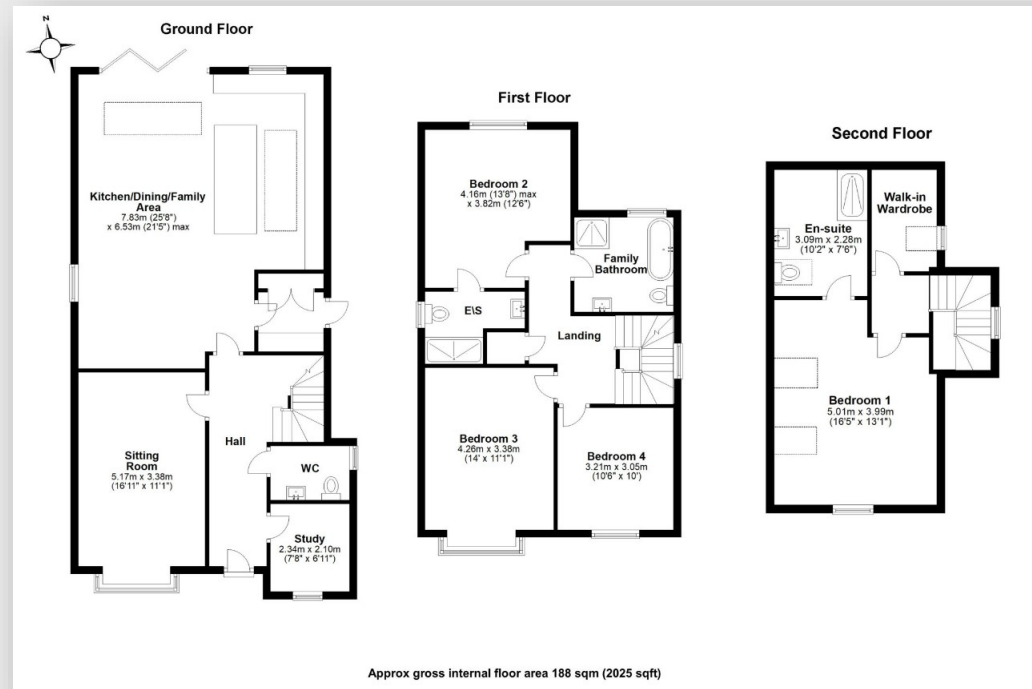 N
Ground Floor
Kitchen/Dining/Family
Area
7.83m (25'8")
x 6.53m (21'5") max
Sitting
Room
5.17m x 3.38m
(16'11" x 11'1")
Hall
WC
Study
2.34m x 2.10m
(7'8" x 6'11")
First Floor
Bedroom 2
4.16m (13'8") max
x 3.82m (12'6")
Family
Bathroom
E\S
Landing
Bedroom 3
4.26m x 3.38m
(14' x 11'1")
Bedroom 4
3.21m x 3.05m
(10'6" x 10')
Second Floor
Walk-in
Wardrobe
En-suite
3.09m x 2.28m
(10'2" x 7'6")
Bedroom 1
5.01m x 3.99m
(16'5" x 13'1")
Approx gross internal floor area 188 sqm (2025 sqft)